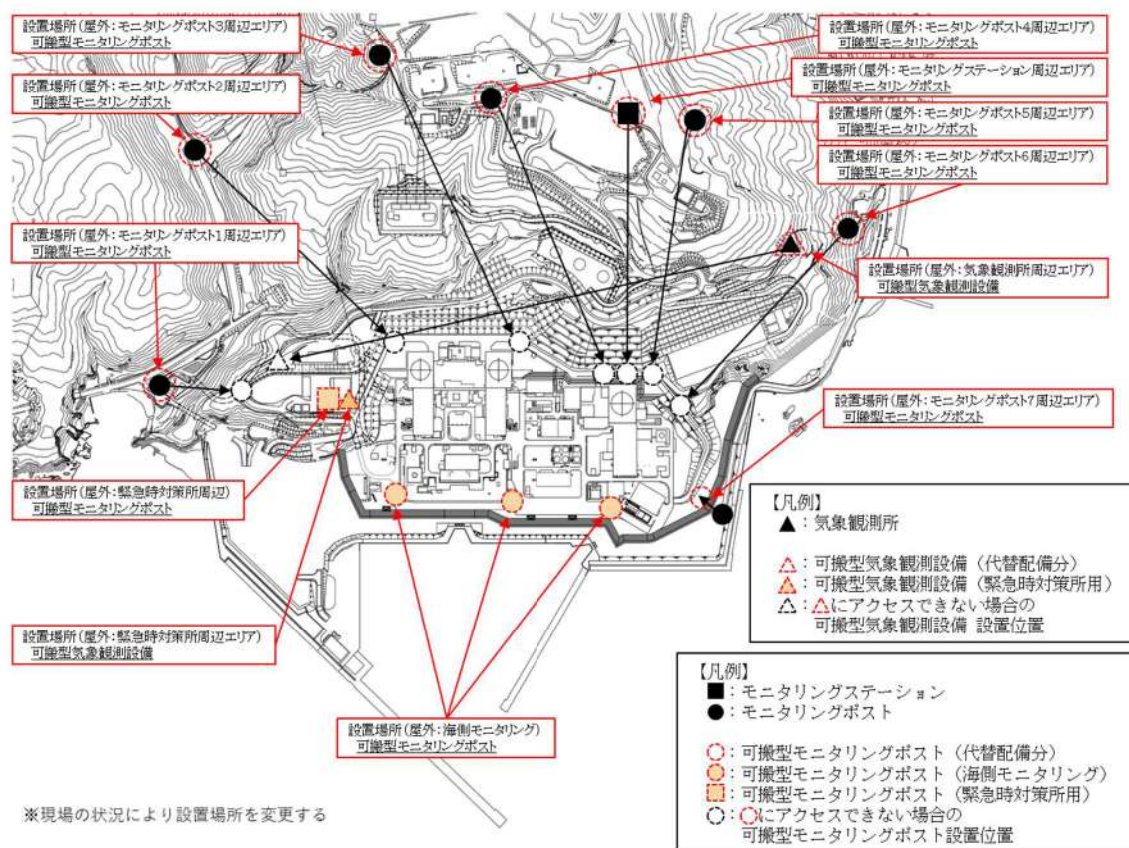 設置場所(屋外:モニタリングポスト3周辺エリア)
可搬型モニタリングポスト
設置場所(屋外:モニタリングポスト2周辺エリア)
可搬型モニタリングポスト
設置場所(屋外:モニタリングポスト4周辺エリア)
可搬型モニタリングポスト
設置場所(屋外:モニタリングステーション周辺エリア)
可搬型モニタリングポスト
設置場所(屋外:モニタリングポスト5周辺エリア)
可搬型モニタリングポスト
設置場所(屋外:モニタリングポスト6周辺エリア)
可搬型モニタリングポスト
設置場所(屋外:モニタリングポスト1周辺エリア)
可搬型モニタリングポスト
設置場所(屋外:気象観測所周辺エリア)
可搬型気象観測設備
設置場所(屋外:モニタリングポスト7周辺エリア)
可搬型モニタリングポスト
設置場所(屋外:緊急時対策所周辺)
可搬型モニタリングポスト
設置場所(屋外:緊急時対策所周辺エリア)
可搬型気象観測設備
設置場所(屋外:海側モニタリング)
可搬型モニタリングポスト
【凡例】
▲:気象観測所
△:可搬型気象観測設備(代替配備分)
△:可搬型気象観測設備(緊急時対策所用)
△:△にアクセスできない場合の
可搬型気象観測設備 設置位置
【凡例】
■:モニタリングステーション
●:モニタリングポスト
○:可搬型モニタリングポスト(代替配備分)
○:可搬型モニタリングポスト(海側モニタリング)
□:可搬型モニタリングポスト(緊急時対策所用)
○:○にアクセスできない場合の
可搬型モニタリングポスト設置位置
※現場の状況により設置場所を変更する